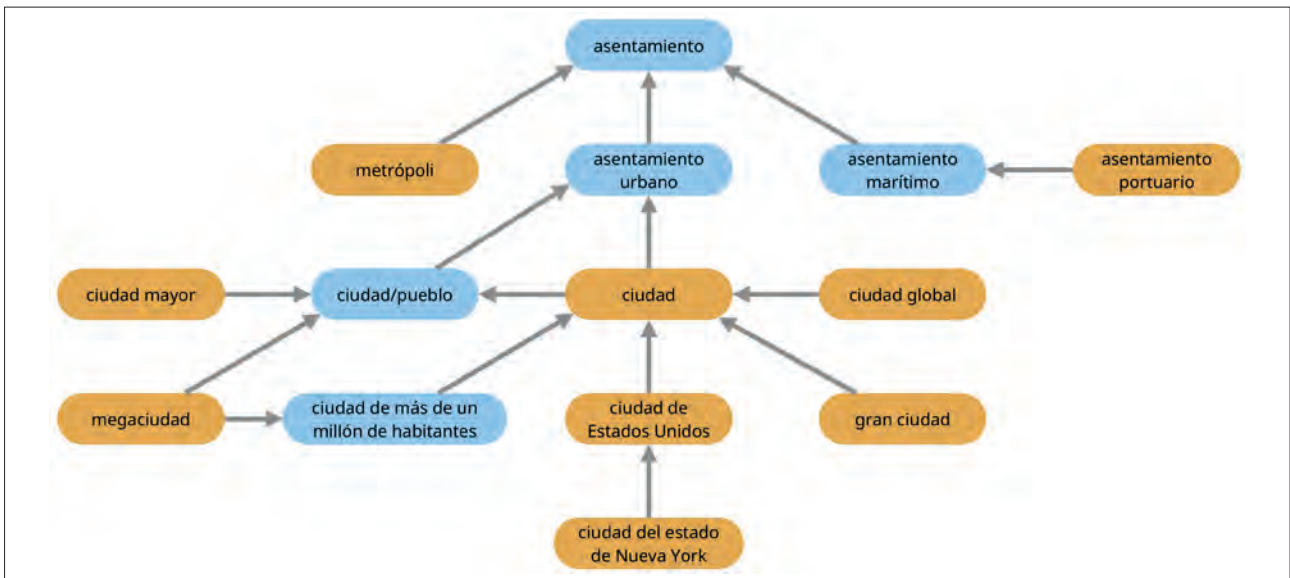 asentamiento
metrópoli
asentamiento
urbano
asentamiento
marítimo
asentamiento
portuario
ciudad mayor
ciudad/pueblo
ciudad
ciudad global
megaciudad
ciudad de más de un
millón de habitantes
ciudad de
Estados Unidos
gran ciudad
ciudad del estado
de Nueva York